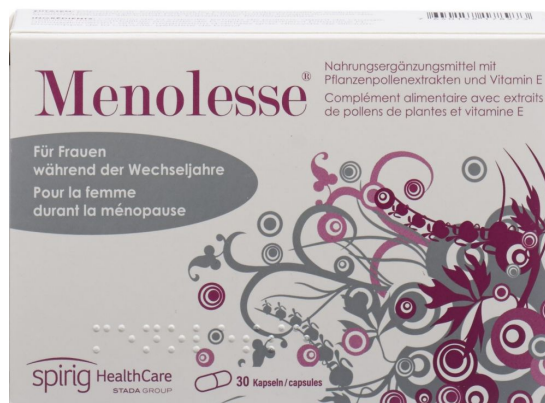 Menolesse®
Nahrungsergänzungsmittel mit
Pflanzenpollenextrakten und Vitamin E
Complément alimentaire avec extraits
de pollens de plantes et vitamine E
Für Frauen
während der Wechseljahre
Pour la femme
durant la ménopause
spirig HealthCare
STADA GROUP
30 Kapseln/capsules